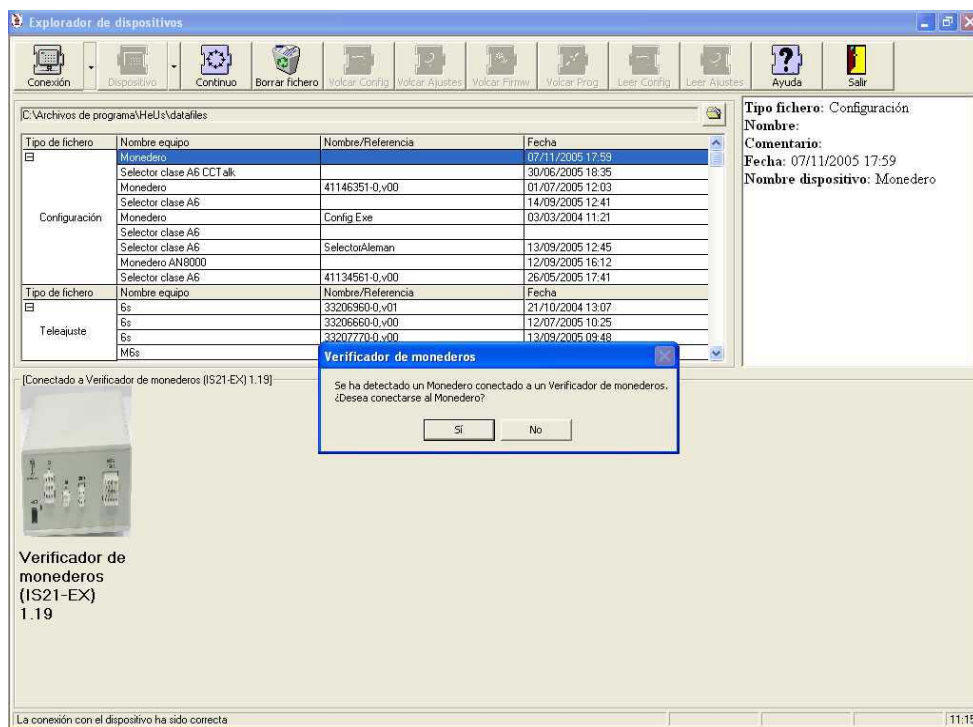 Explorador de dispositivos
Conexión Dispositivo Continuo Borrar fichero Volcar Config Volcar Ajustes Volcar Firmw Volcar Prog Leer Config Leer Ajustes Ayuda Salir
C:\Archivos de programa\HeUs\datafiles
Tipo de fichero Nombre equipo Nombre/Referencia Fecha
Monedero 07/11/2005 17:59
Selector clase A6 CCTalk 30/06/2005 18:35
Monedero 41146351-0,v00 01/07/2005 12:03
Selector clase A6 14/09/2005 12:41
Configuración Monedero Config Exe 03/03/2004 11:21
Selector clase A6
Selector clase A6 SelectorAleman 13/09/2005 12:45
Monedero AN8000 12/09/2005 16:12
Selector clase A6 41134561-0,v00 26/05/2005 17:41
Tipo de fichero Nombre equipo Nombre/Referencia Fecha
6s 33206960-0,v01 21/10/2004 13:07
6s 33206660-0,v00 12/07/2005 10:25
Teleajuste 6s 33207770-0,v00 13/09/2005 09:48
M6s
Tipo fichero: Configuración
Nombre:
Comentario:
Fecha: 07/11/2005 17:59
Nombre dispositivo: Monedero
Verificador de monederos
Se ha detectado un Monedero conectado a un Verificador de monederos.
¿Desea conectarse al Monedero?
Sí No
[Conectado a Verificador de monederos (IS21-EX) 1.19]
Verificador de
monederos
(IS21-EX)
1.19
La conexión con el dispositivo ha sido correcta 11:15